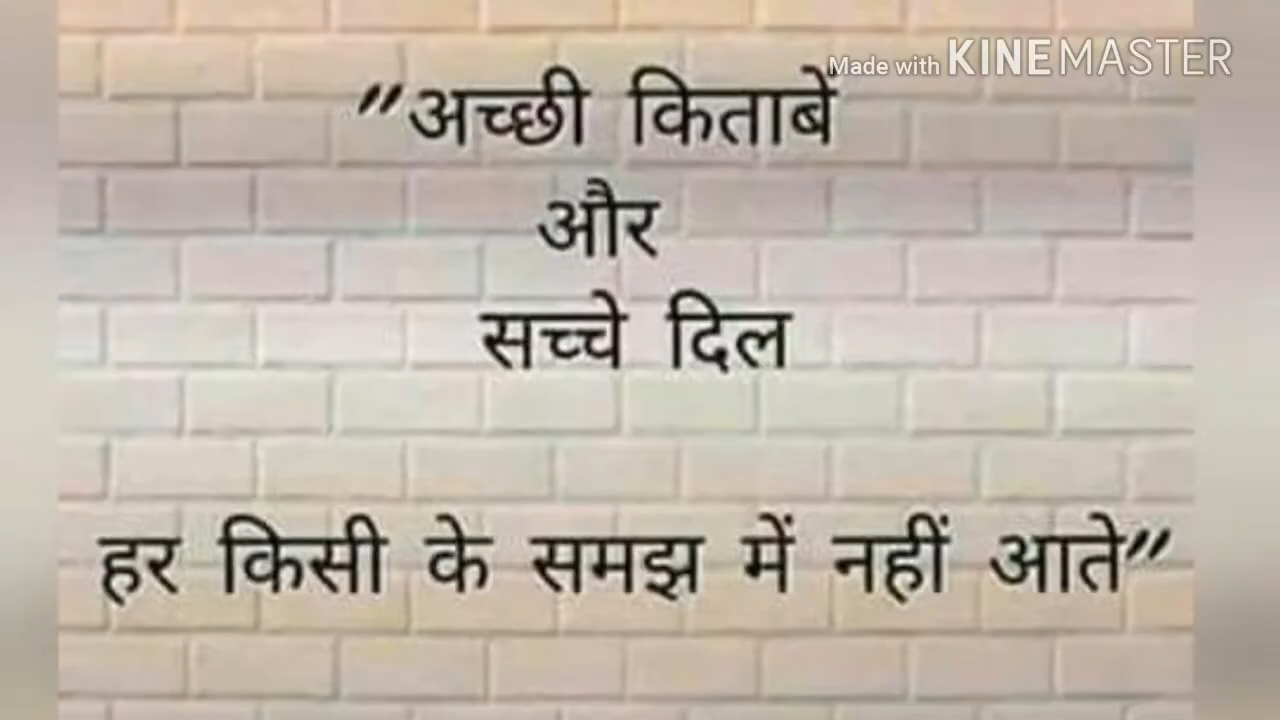 Made with KINEMASTER
"अच्छी किताबें
और
सच्चे दिल
हर किसी के समझ में नहीं आते"